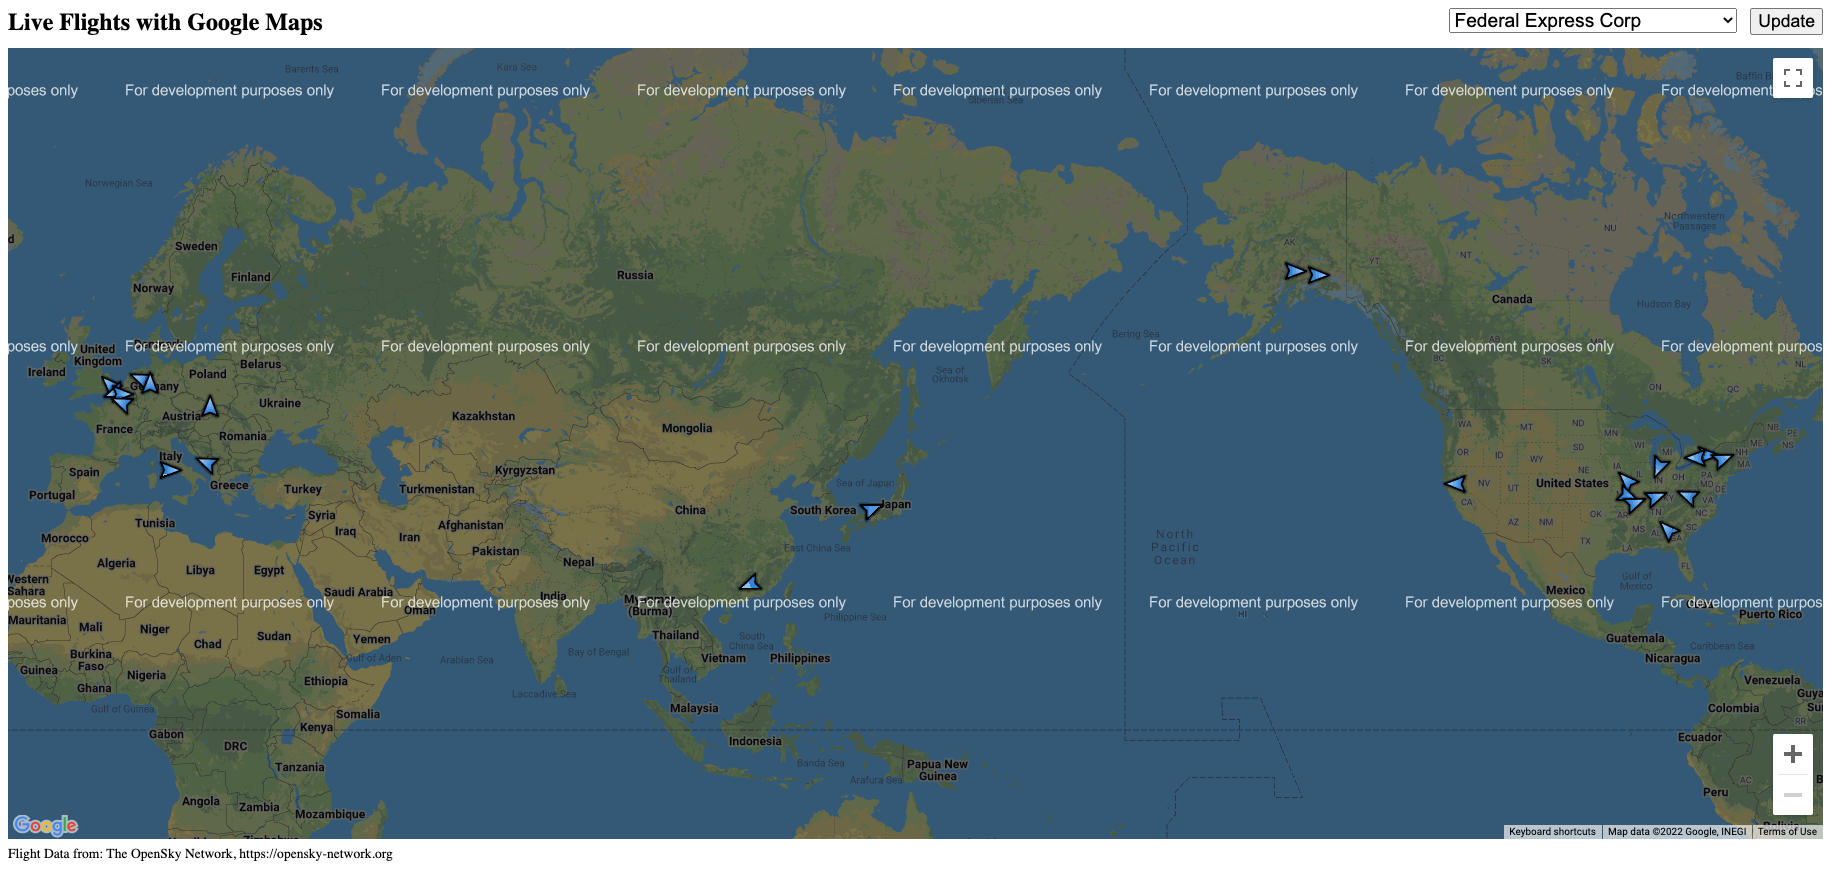 Live Flights with Google Maps
Federal Express Corp
Update
Barents Sea
Kara Sea
Baffin B
poses only For development purposes only For development purposes only For development purposes only For development purposes only For development purposes only For development purposes only For development
Siberian Sea
Norwegian Sea
Northwestern Passages
NU
Sweden
AK
NT
YT
Finland
Russia
Norway
Canada
Hudson Bay
Bering Sea
poses only For development purposes only For development purposes only For development purposes only For development purposes only For development purposes only For development purposes only For development purpos
United Kingdom
Ireland
BC
AB
SK
MB
NL
Poland
Belarus
Sea of Okhotsk
ON
QC
Ukraine
Austria
France
Kazakhstan
Mongolia
Romania
WA
MT
ND
MN
NB
PE
Italy
OR
ID
WY
SD
WI
MI
ME
NS
NH
MA
Spain
Kyrgyzstan
Greece
Turkey
Turkmenistan
Sea of Japan
NV
UT
United States
NE
IA
IL
IN
OH
PA
MD
DE
Portugal
Syria
China
South Korea
Japan
CA
VA
Tunisia
Iraq
Afghanistan
AZ
NM
OK
AR
TN
NC
Morocco
Iran
Pakistan
North Pacific Ocean
East China Sea
TX
MS
SC
LA
Algeria
Libya
Egypt
Nepal
FL
Western Sahara
Saudi Arabia
India
Gulf of Mexico
Mexico
poses only For development purposes only For development purposes only For development purposes only For development purposes only For development purposes only For development purposes only For development purpos
Oman
Myanmar (Burma)
HI
Puerto Rico
Mauritania
Mali
Niger
Chad
Sudan
Yemen
Thailand
South China Sea
Philippine Sea
Guatemala
Caribbean Sea
Burkina Faso
Gulf of Aden
Arabian Sea
Bay of Bengal
Vietnam
Philippines
Nicaragua
Guinea
Nigeria
Ethiopia
Gulf of Thailand
Venezuela
Ghana
Laccadive Sea
Guya
Gulf of Guinea
Somalia
Malaysia
Colombia
Su
RR
Gabon
Kenya
Indonesia
Ecuador
DRC
Tanzania
Banda Sea
Papua New Guinea
Arafura Sea
AC
Peru
Angola
Zambia
Mozambique
Google
Keyboard shortcuts
Map data ©2022 Google, INEGI
Terms of Use
Flight Data from: The OpenSky Network, https://opensky-network.org